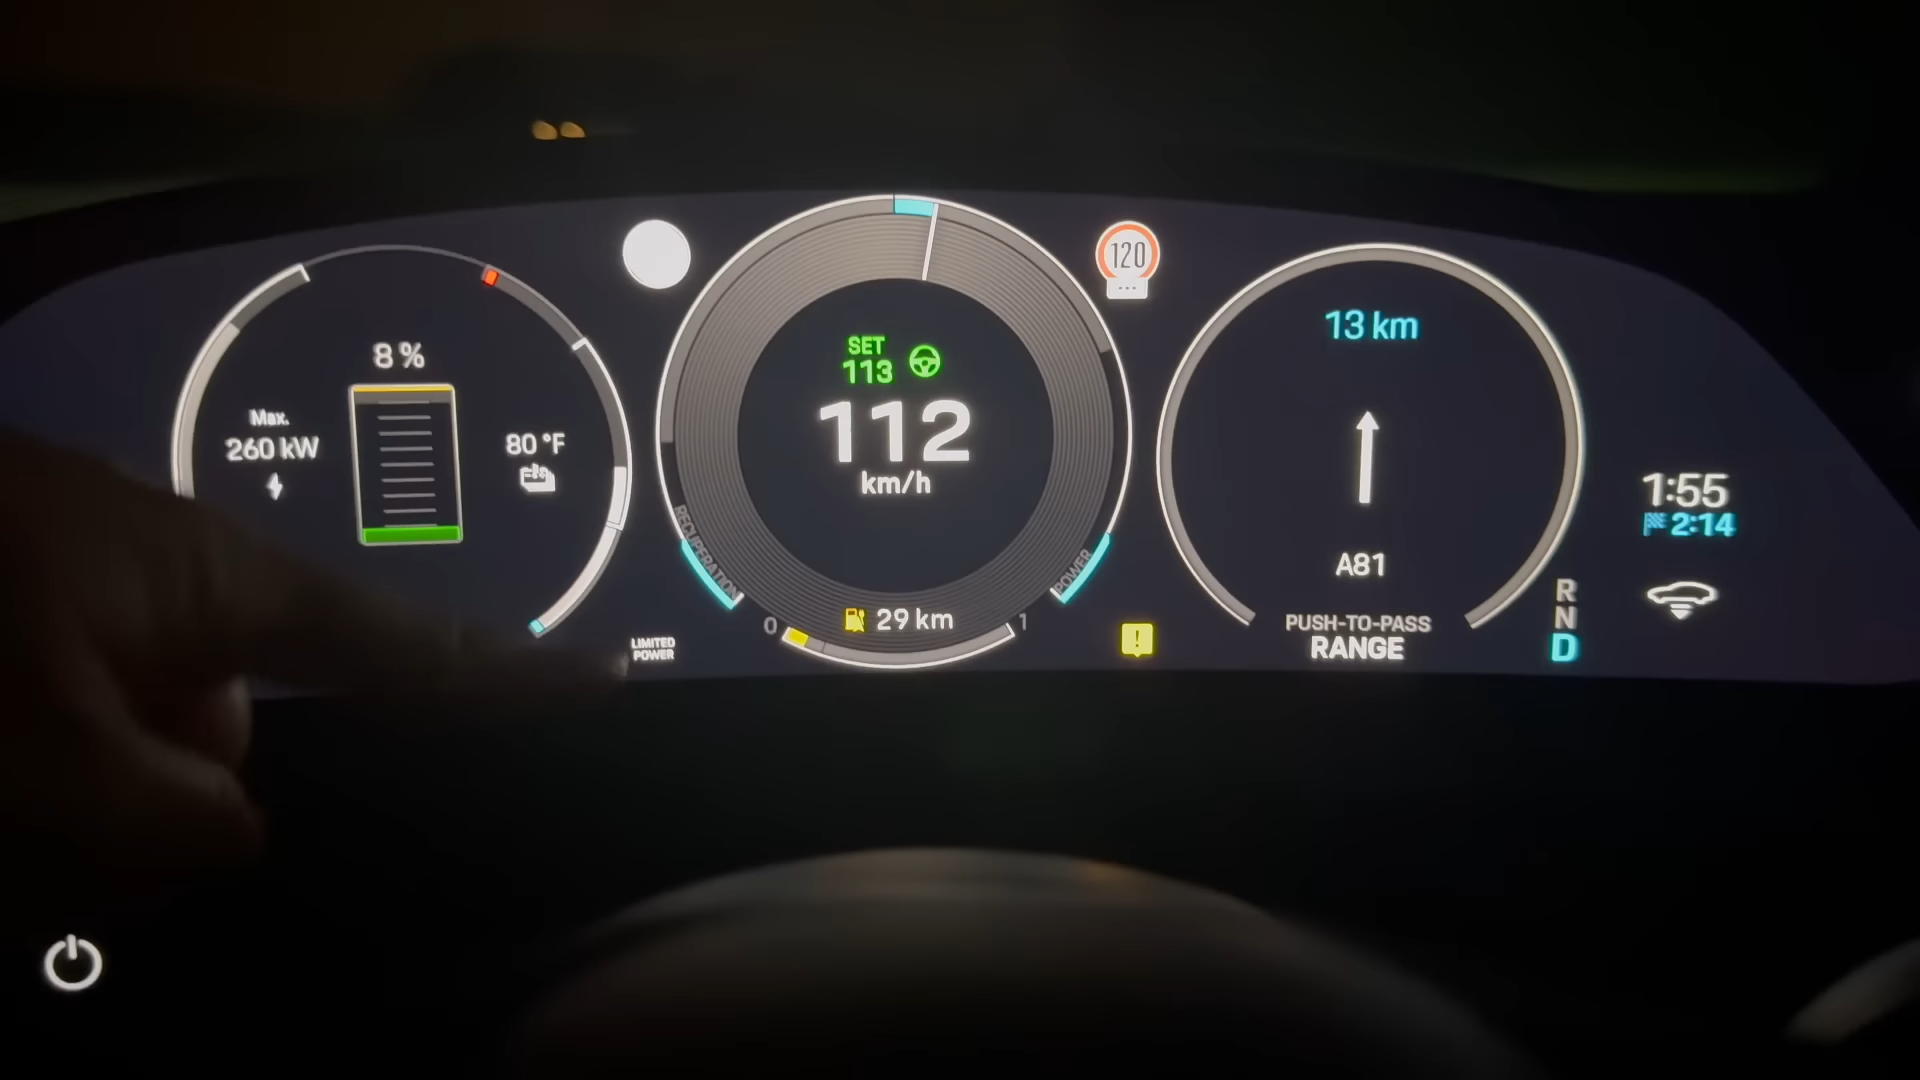 8 %
Max.
260 kW
80 °F
LIMITED
POWER
SET
113
112
km/h
RECUPERATION
POWER
29 km
0
1
120
13 km
A81
PUSH-TO-PASS
RANGE
R
N
D
1:55
2:14